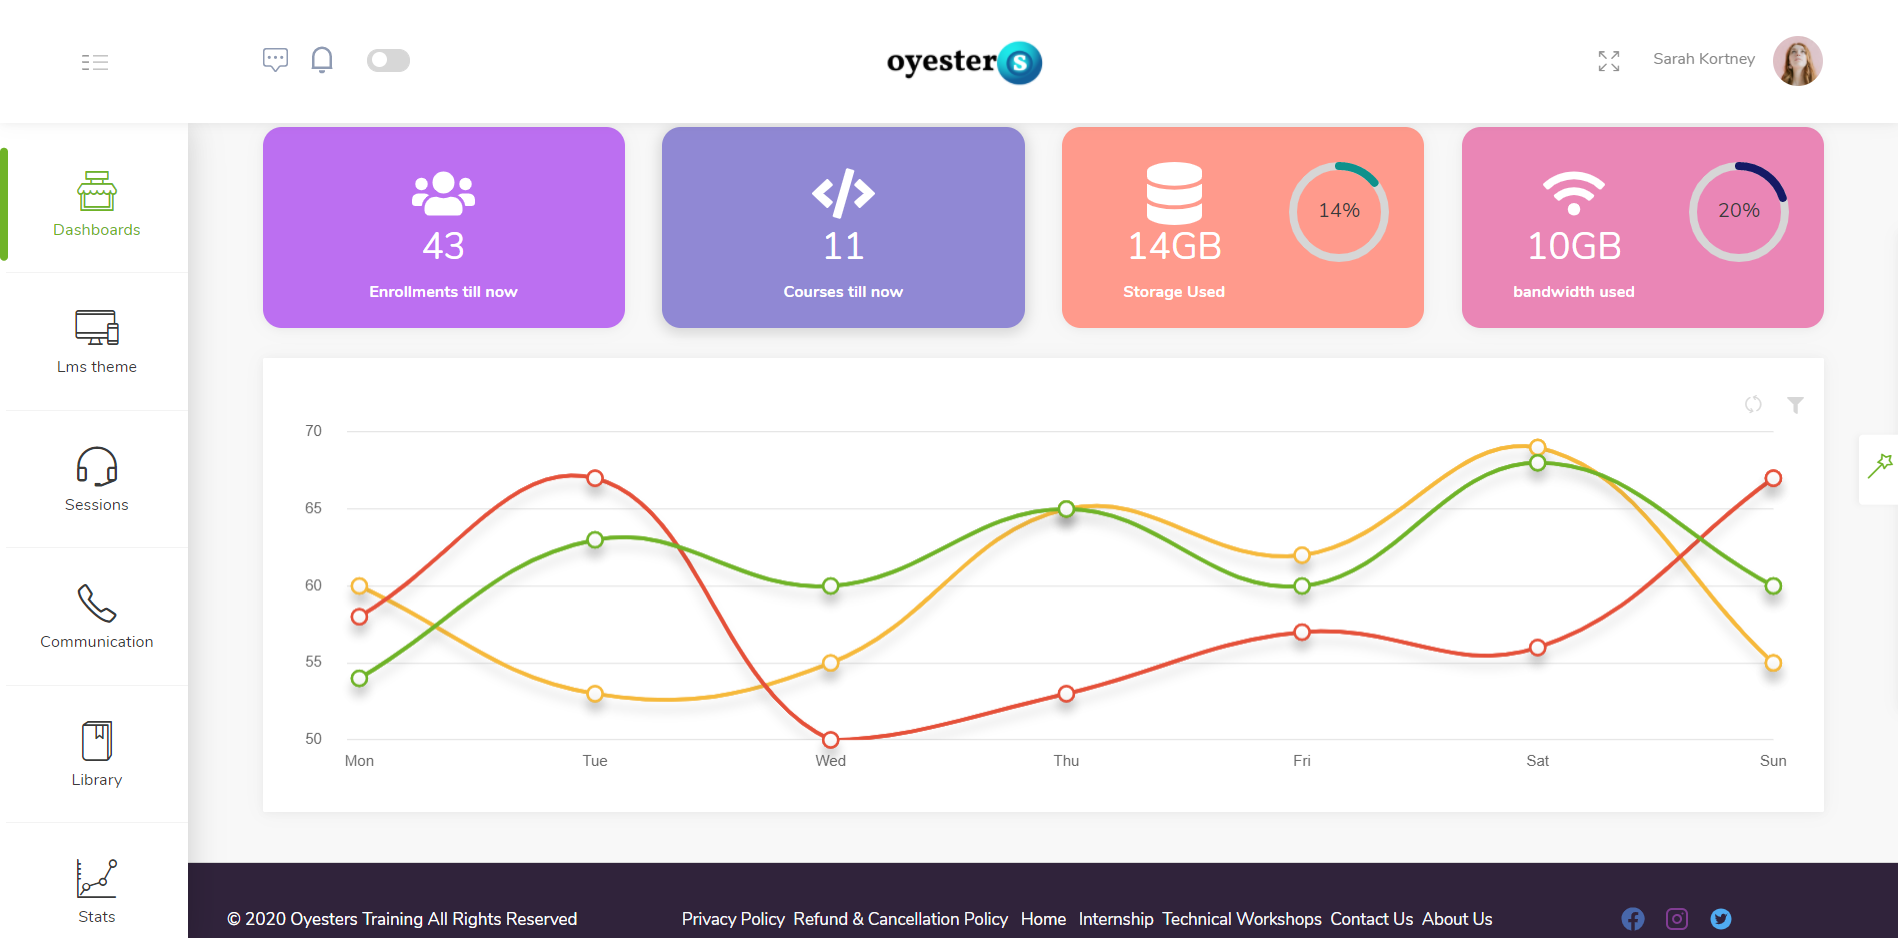 oyesters
Sarah Kortney
Dashboards
Lms theme
Sessions
Communication
Library
Stats
43
Enrollments till now
11
Courses till now
14GB
Storage Used
14%
10GB
bandwidth used
20%
70
65
60
55
50
Mon Tue Wed Thu Fri Sat Sun
© 2020 Oyesters Training All Rights Reserved
Privacy Policy Refund & Cancellation Policy Home Internship Technical Workshops Contact Us About Us